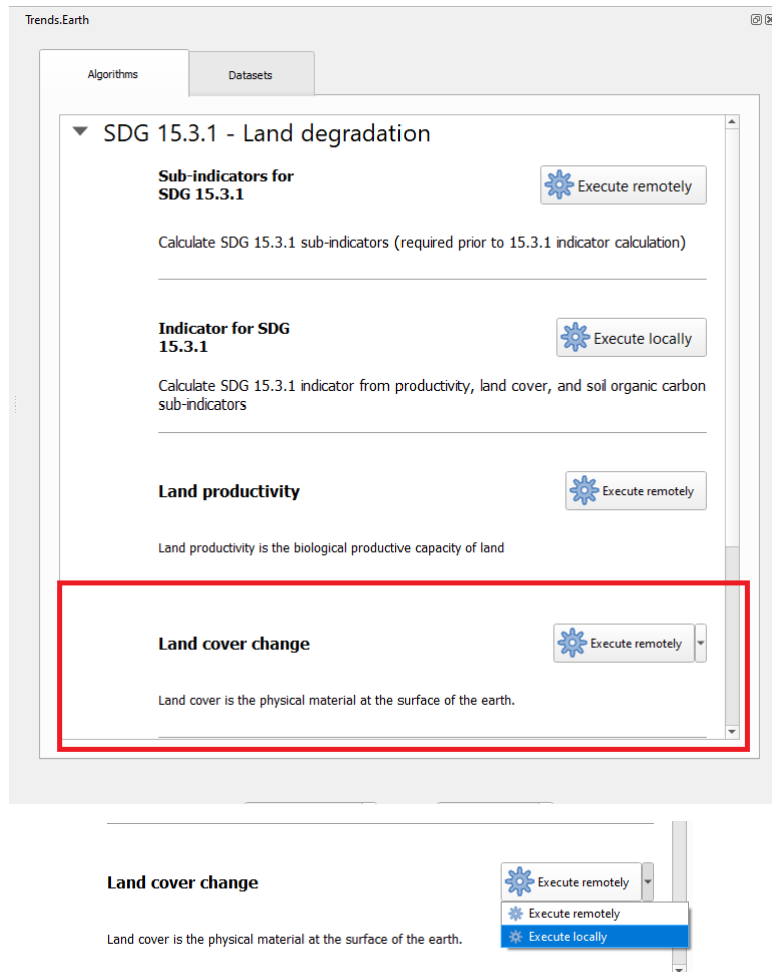 Trends.Earth
Algorithms
Datasets
SDG 15.3.1 - Land degradation
Sub-indicators for
SDG 15.3.1
Execute remotely
Calculate SDG 15.3.1 sub-indicators (required prior to 15.3.1 indicator calculation)
Indicator for SDG
15.3.1
Execute locally
Calculate SDG 15.3.1 indicator from productivity, land cover, and soil organic carbon
sub-indicators
Land productivity
Execute remotely
Land productivity is the biological productive capacity of land
Land cover change
Execute remotely
Land cover is the physical material at the surface of the earth.
Land cover change
Execute remotely
Execute remotely
Execute locally
Land cover is the physical material at the surface of the earth.